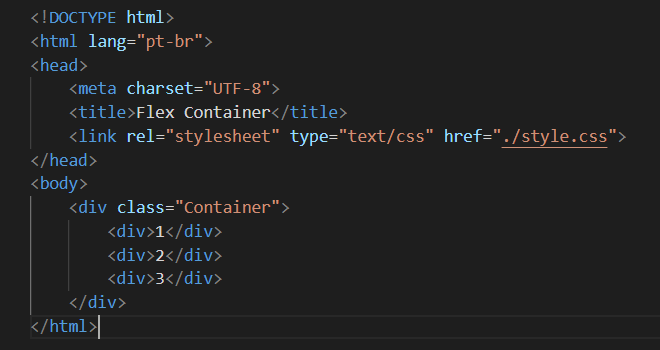 <!DOCTYPE html>
<html lang="pt-br">
<head>
    <meta charset="UTF-8">
    <title>Flex Container</title>
    <link rel="stylesheet" type="text/css" href="./style.css">
</head>
<body>
    <div class="Container">
        <div>1</div>
        <div>2</div>
        <div>3</div>
    </div>
</html>